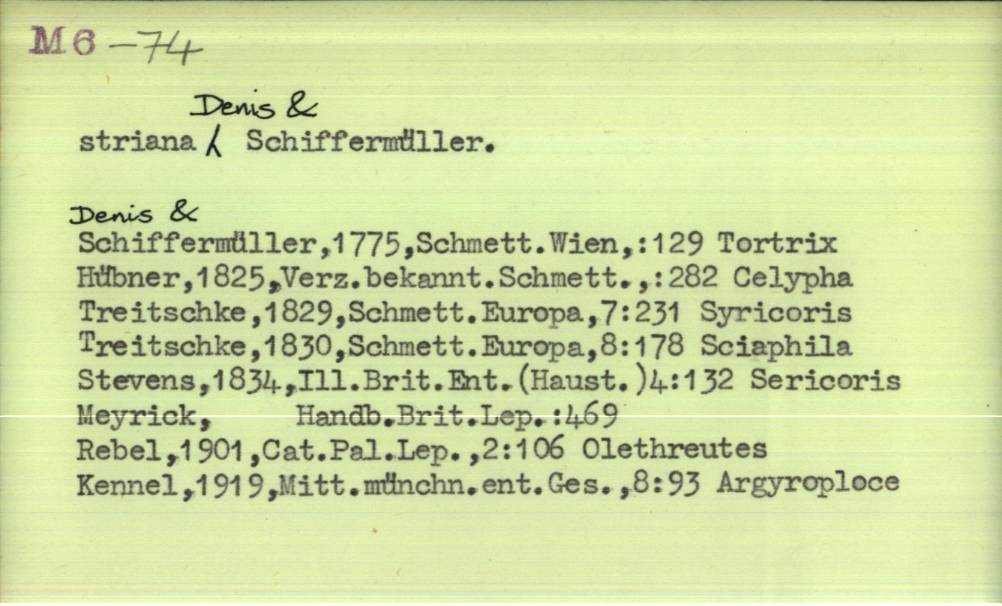 M6 -74
Denis &
striana Schiffermüller.
Denis &
Schiffermüller,1775,Schmett.Wien,:129 Tortrix
Hübner,1825,Verz.bekannt.Schmett.,:282 Celypha
Treitschke,1829,Schmett.Europa,7:231 Syricoris
Treitschke,1830,Schmett.Europa,8:178 Sciaphila
Stevens,1834,Ill.Brit.Ent.(Haust.)4:132 Sericoris
Meyrick, Handb.Brit.Lep.:469
Rebel,1901,Cat.Pal.Lep.,2:106 Olethreutes
Kennel,1919,Mitt.münchn.ent.Ges.,8:93 Argyroploce